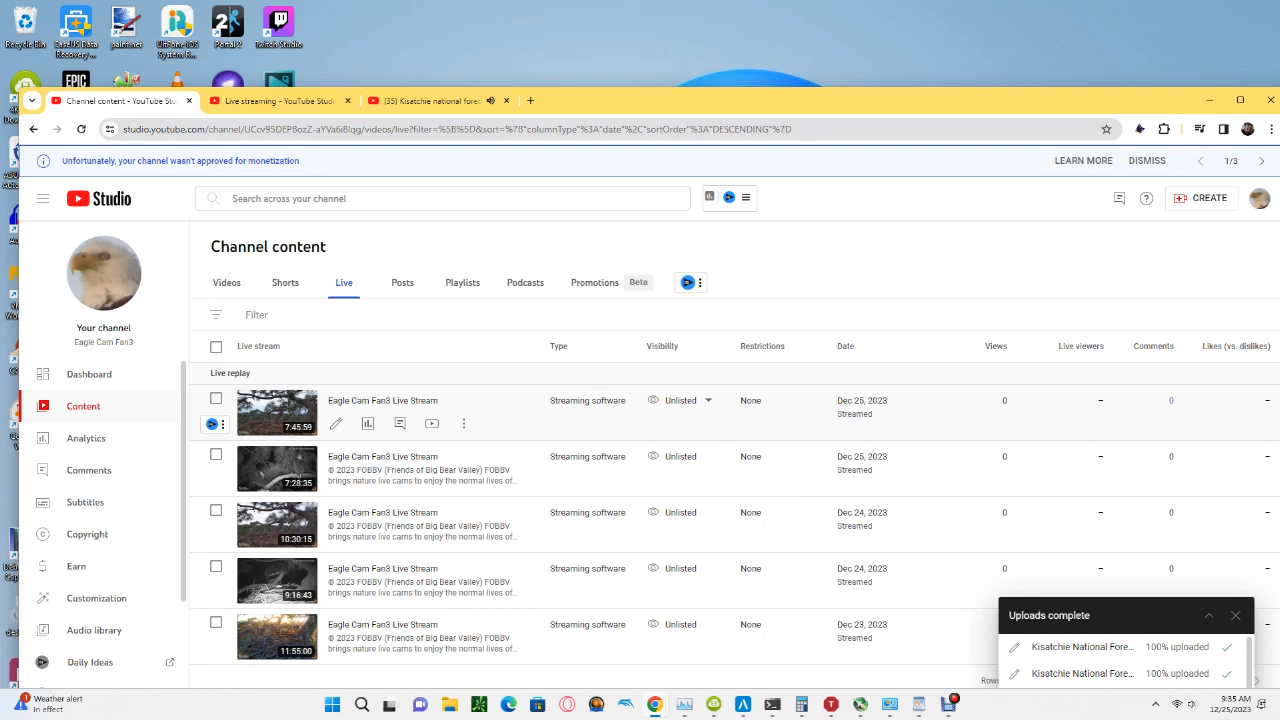 Recycle Bin
EaseUS Data Recovery ...
paint.net
UltFone iOS System R...
Portal 2
Twitch Studio
EPIC
Channel content - YouTube Stu
Live streaming - YouTube Studi
(35) Kisatchie national fores
studio.youtube.com/channel/UCcv95DEPBozZ-aYVa6i8Iqg/videos/live?filter=%5B%5D&sort=%7B"columnType"%3A"date"%2C"sortOrder"%3A"DESCENDING"%7D
Unfortunately, your channel wasn't approved for monetization
LEARN MORE
DISMISS
1/3
Studio
Search across your channel
CREATE
Channel content
Videos
Shorts
Live
Posts
Playlists
Podcasts
Promotions
Beta
Your channel
Eagle Cam Fan3
Filter
Live stream
Type
Visibility
Restrictions
Date
Views
Live viewers
Comments
Likes (vs. dislikes)
Live replay
Dashboard
Content
Analytics
Comments
Subtitles
Copyright
Earn
Customization
Audio library
Daily Ideas
7:45:59
Eagle Cam Fan3 Live Stream
Streaming software
Unlisted
None
Dec 25, 2023
Streamed
0
–
0
–
7:28:35
Eagle Cam Fan3 Live Stream
© 2023 FOBBV (Friends of Big Bear Valley) FOBBV
brings nature live cams to enjoy the normal lives of...
Streaming software
Unlisted
None
Dec 25, 2023
Streamed
0
–
0
–
10:30:15
Eagle Cam Fan3 Live Stream
© 2023 FOBBV (Friends of Big Bear Valley) FOBBV
brings nature live cams to enjoy the normal lives of...
Streaming software
Unlisted
None
Dec 24, 2023
Streamed
0
–
0
–
9:16:43
Eagle Cam Fan3 Live Stream
© 2023 FOBBV (Friends of Big Bear Valley) FOBBV
brings nature live cams to enjoy the normal lives of...
Streaming software
Unlisted
None
Dec 24, 2023
Streamed
0
–
0
–
11:55:00
Eagle Cam Fan3 Live Stream
© 2023 FOBBV (Friends of Big Bear Valley) FOBBV
brings nature live cams to enjoy the normal lives of...
Streaming software
Unlisted
None
Dec 23, 2023
Streamed
Uploads complete
Kisatchie National Fore... 100% uploaded
Kisatchie National Fore... 100% uploaded
Rows
1
Weather alert
In effect
9:35 AM
12/25/2023